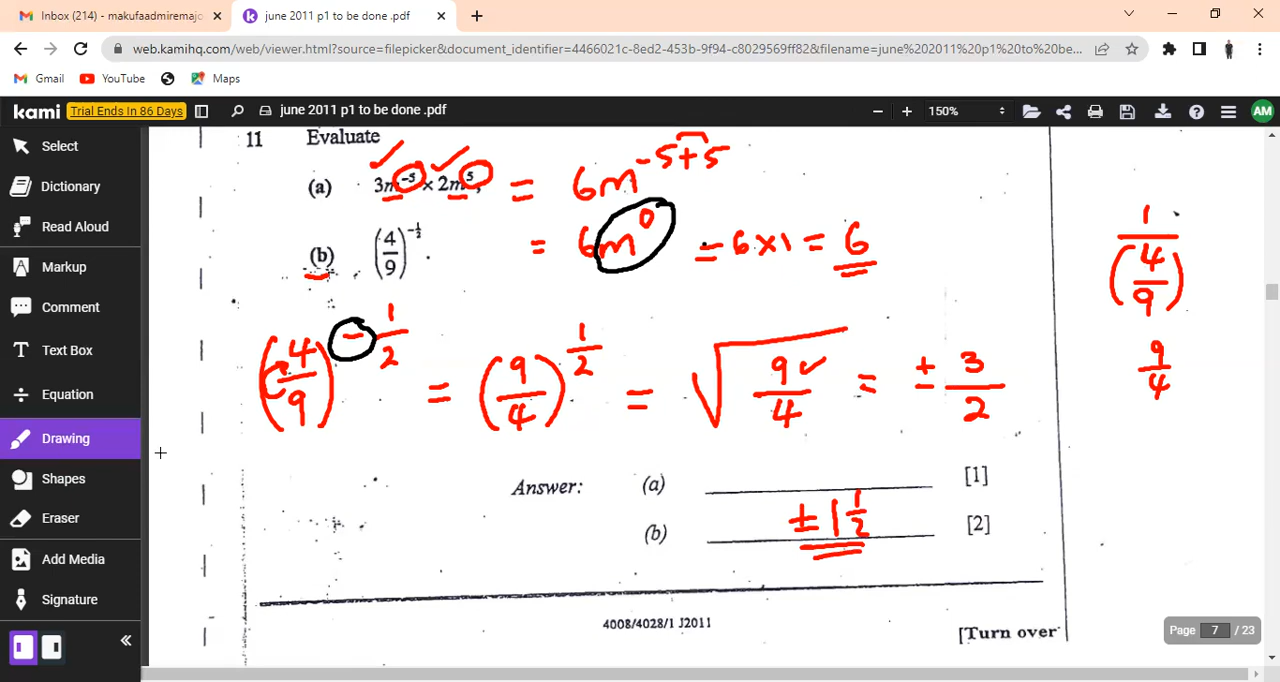 Inbox (214) - makufaadmiremajo
june 2011 p1 to be done .pdf
web.kamihq.com/web/viewer.html?source=filepicker&document_identifier=4466021c-8ed2-453b-9f94-c8029569ff82&filename=june%202011%20p1%20to%20be...
Gmail YouTube Maps
kami Trial Ends In 86 Days june 2011 p1 to be done .pdf 150% AM
Select
Dictionary
Read Aloud
Markup
Comment
Text Box
Equation
Drawing
Shapes
Eraser
Add Media
Signature
11 Evaluate
(a) 3m⁻⁵ × 2m⁵, = 6m⁻⁵⁺⁵
= 6m⁰ = 6 × 1 = 6
(b) (4/9)^-½ .
1/(4/9)
9/4
(4/9)^-1/2 = (9/4)^1/2 = √9/4 = ± 3/2
Answer: (a) [1]
(b) ± 1 1/2 [2]
4008/4028/1 J2011
[Turn over
Page 7 / 23